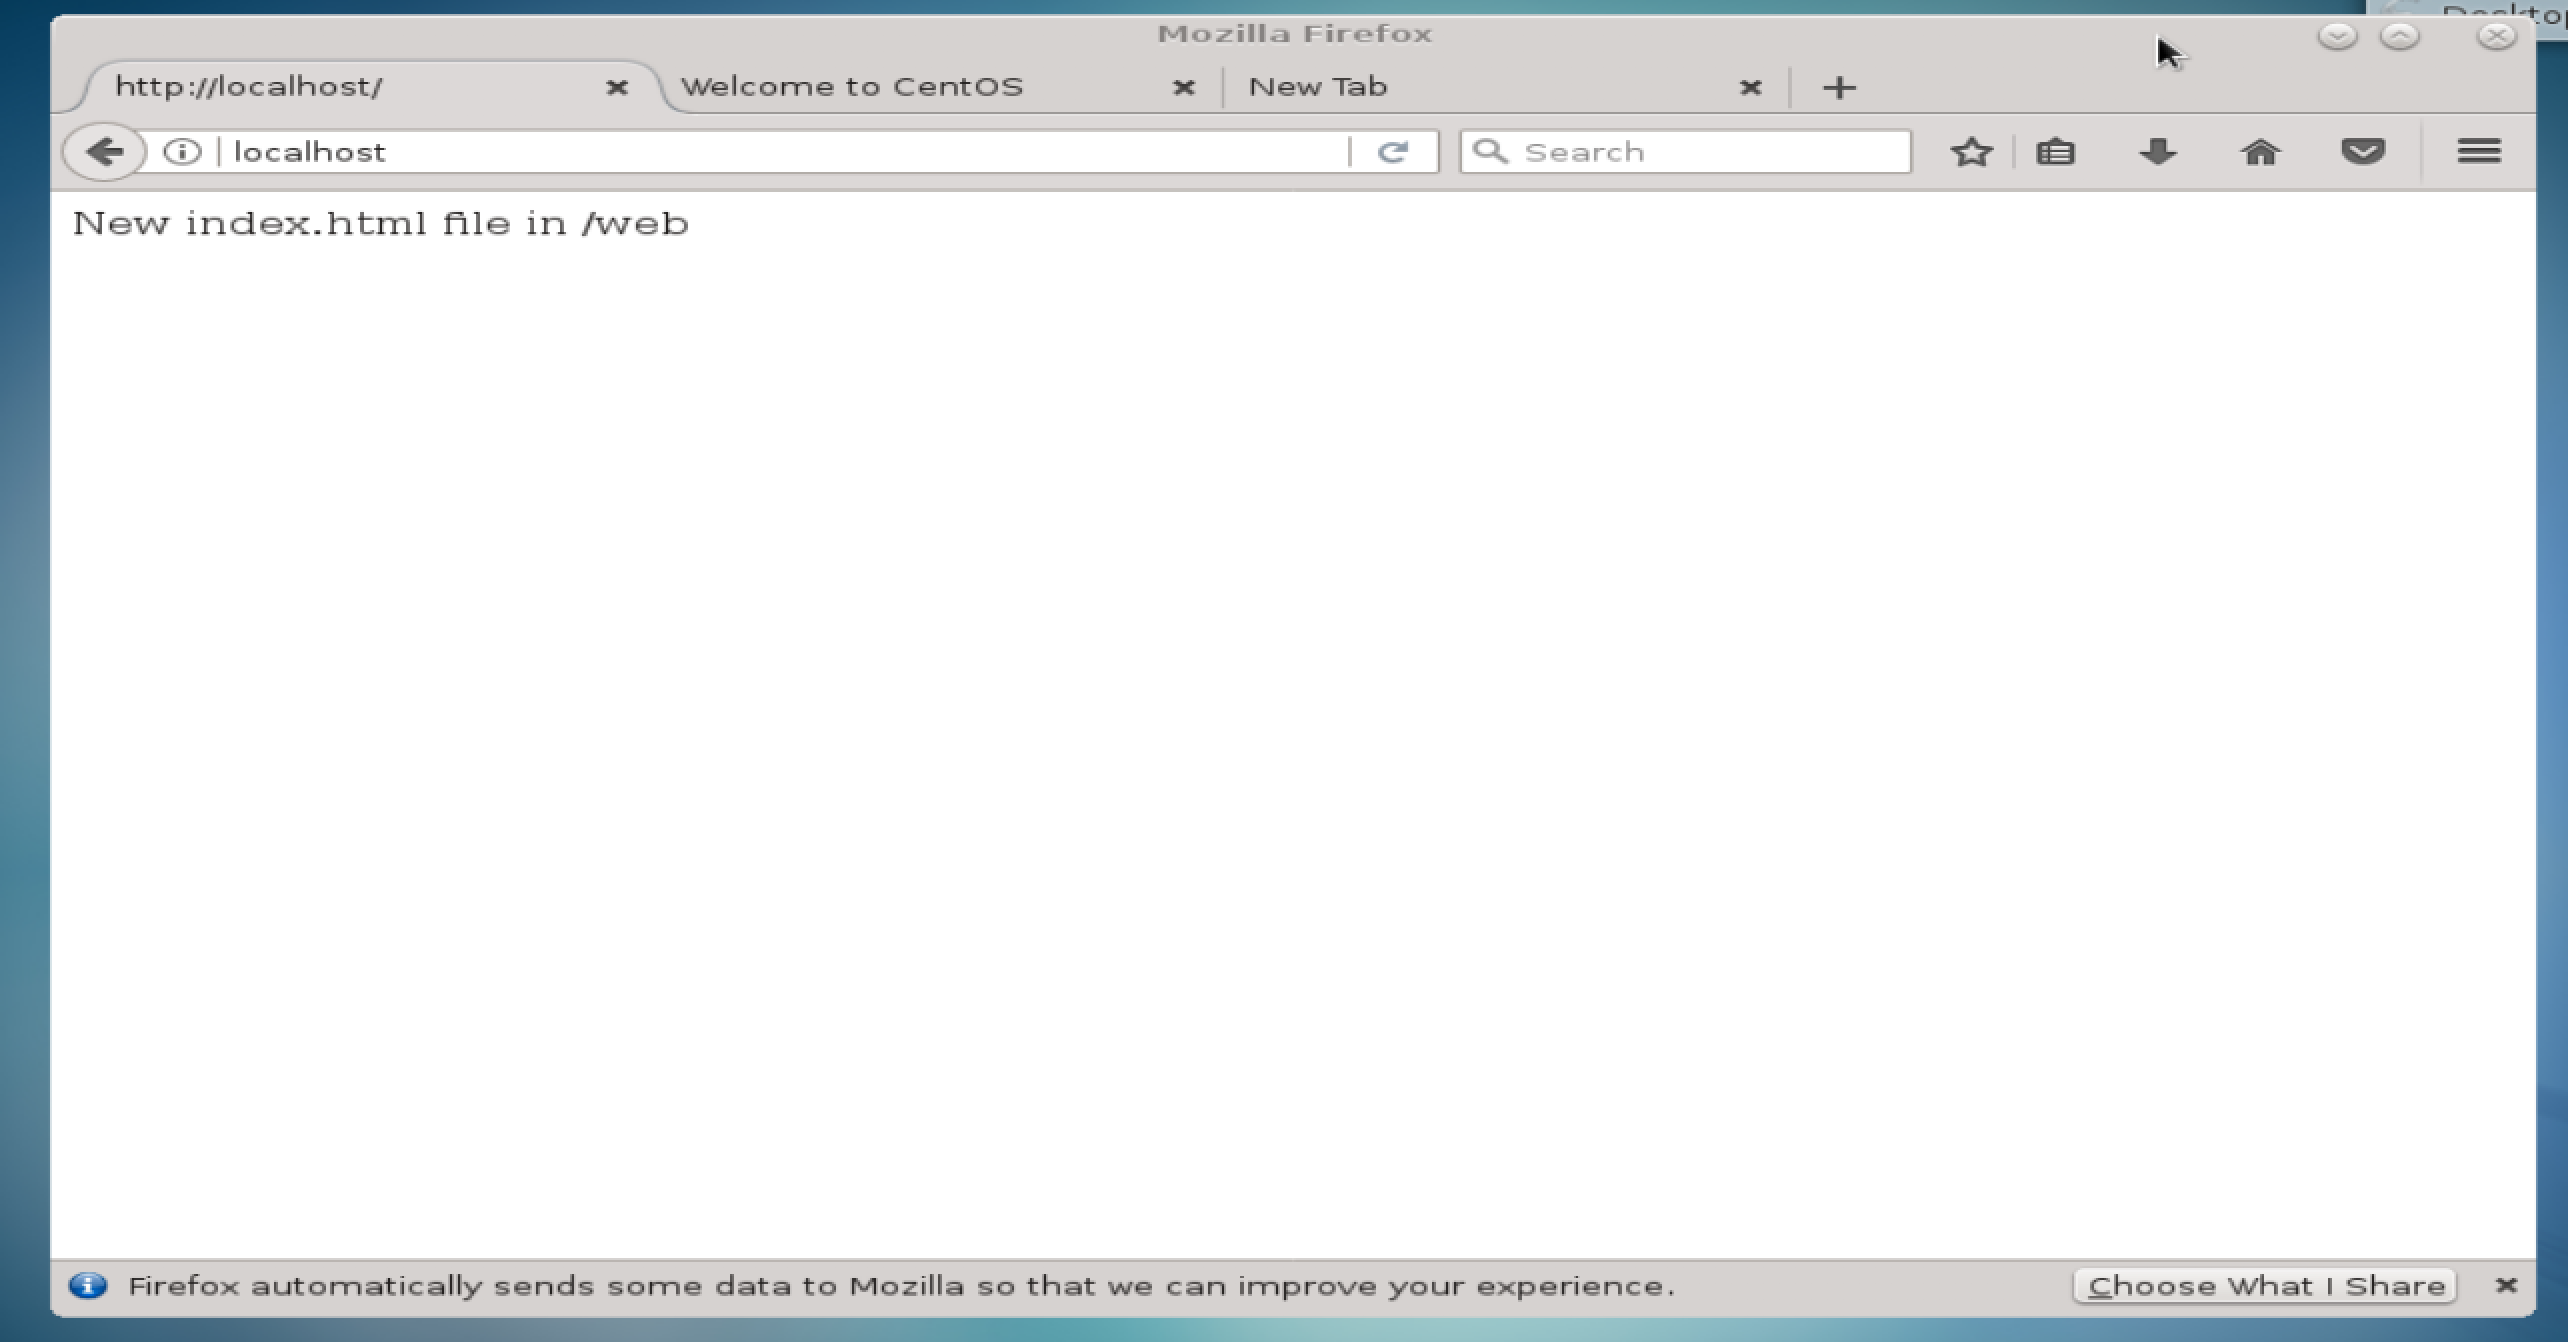 Mozilla Firefox
http://localhost/ Welcome to CentOS New Tab
localhost Search
New index.html file in /web
Firefox automatically sends some data to Mozilla so that we can improve your experience. Choose What I Share